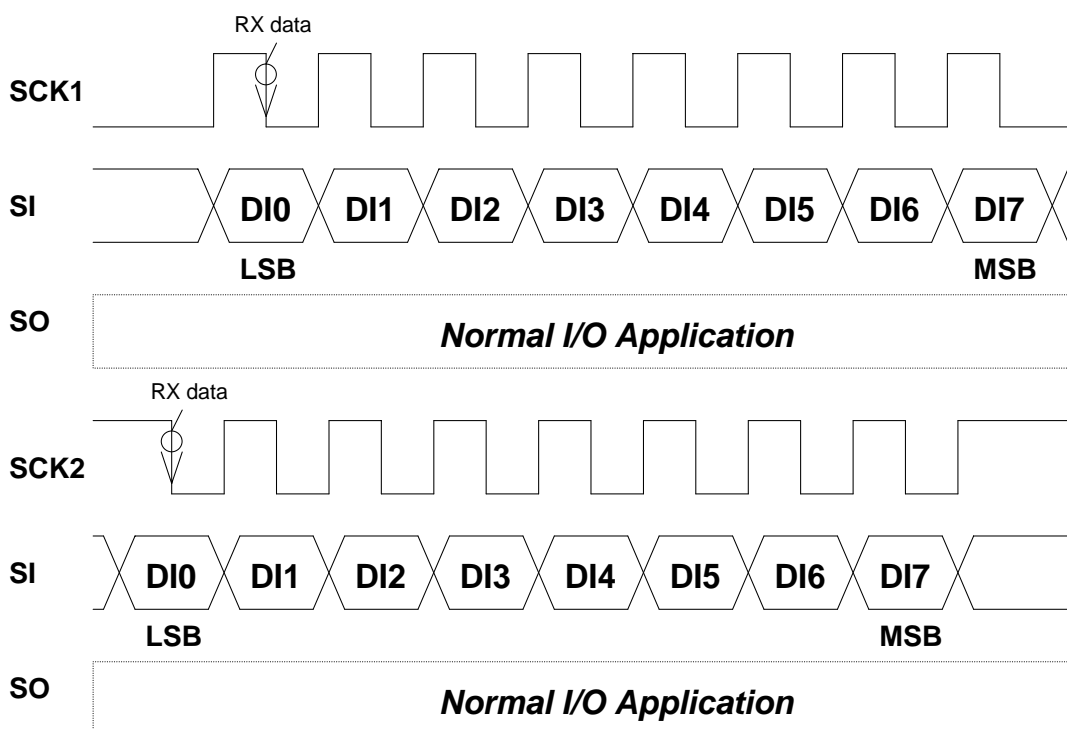 RX data
SCK1
SI DI0 DI1 DI2 DI3 DI4 DI5 DI6 DI7
LSB MSB
SO Normal I/O Application
RX data
SCK2
SI DI0 DI1 DI2 DI3 DI4 DI5 DI6 DI7
LSB MSB
SO Normal I/O Application